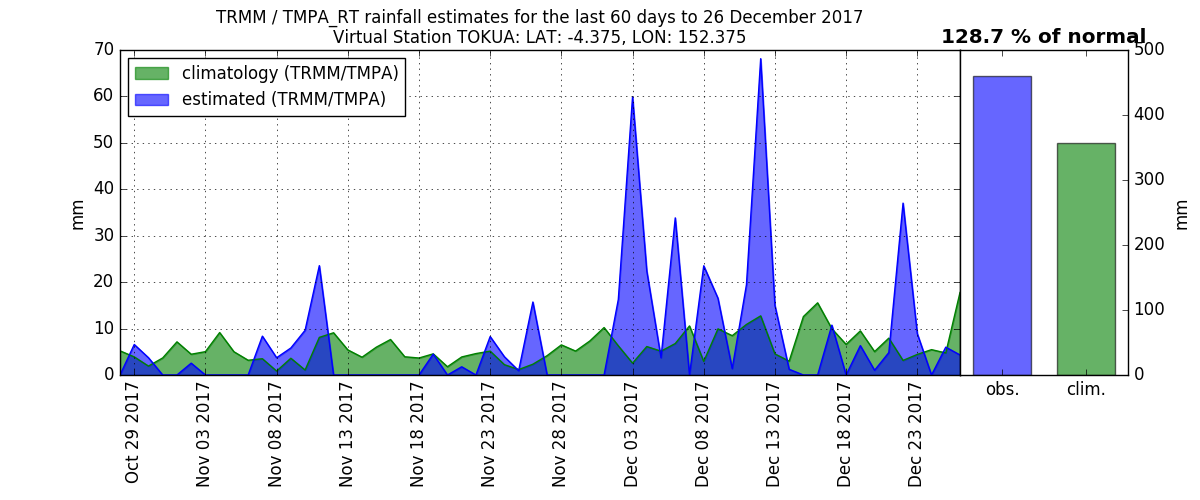 TRMM / TMPA_RT rainfall estimates for the last 60 days to 26 December 2017
Virtual Station TOKUA: LAT: -4.375, LON: 152.375
128.7 % of normal
climatology (TRMM/TMPA)
estimated (TRMM/TMPA)
70
60
50
40
30
20
10
0
mm
Oct 29 2017
Nov 03 2017
Nov 08 2017
Nov 13 2017
Nov 18 2017
Nov 23 2017
Nov 28 2017
Dec 03 2017
Dec 08 2017
Dec 13 2017
Dec 18 2017
Dec 23 2017
obs.
clim.
500
400
300
200
100
0
mm